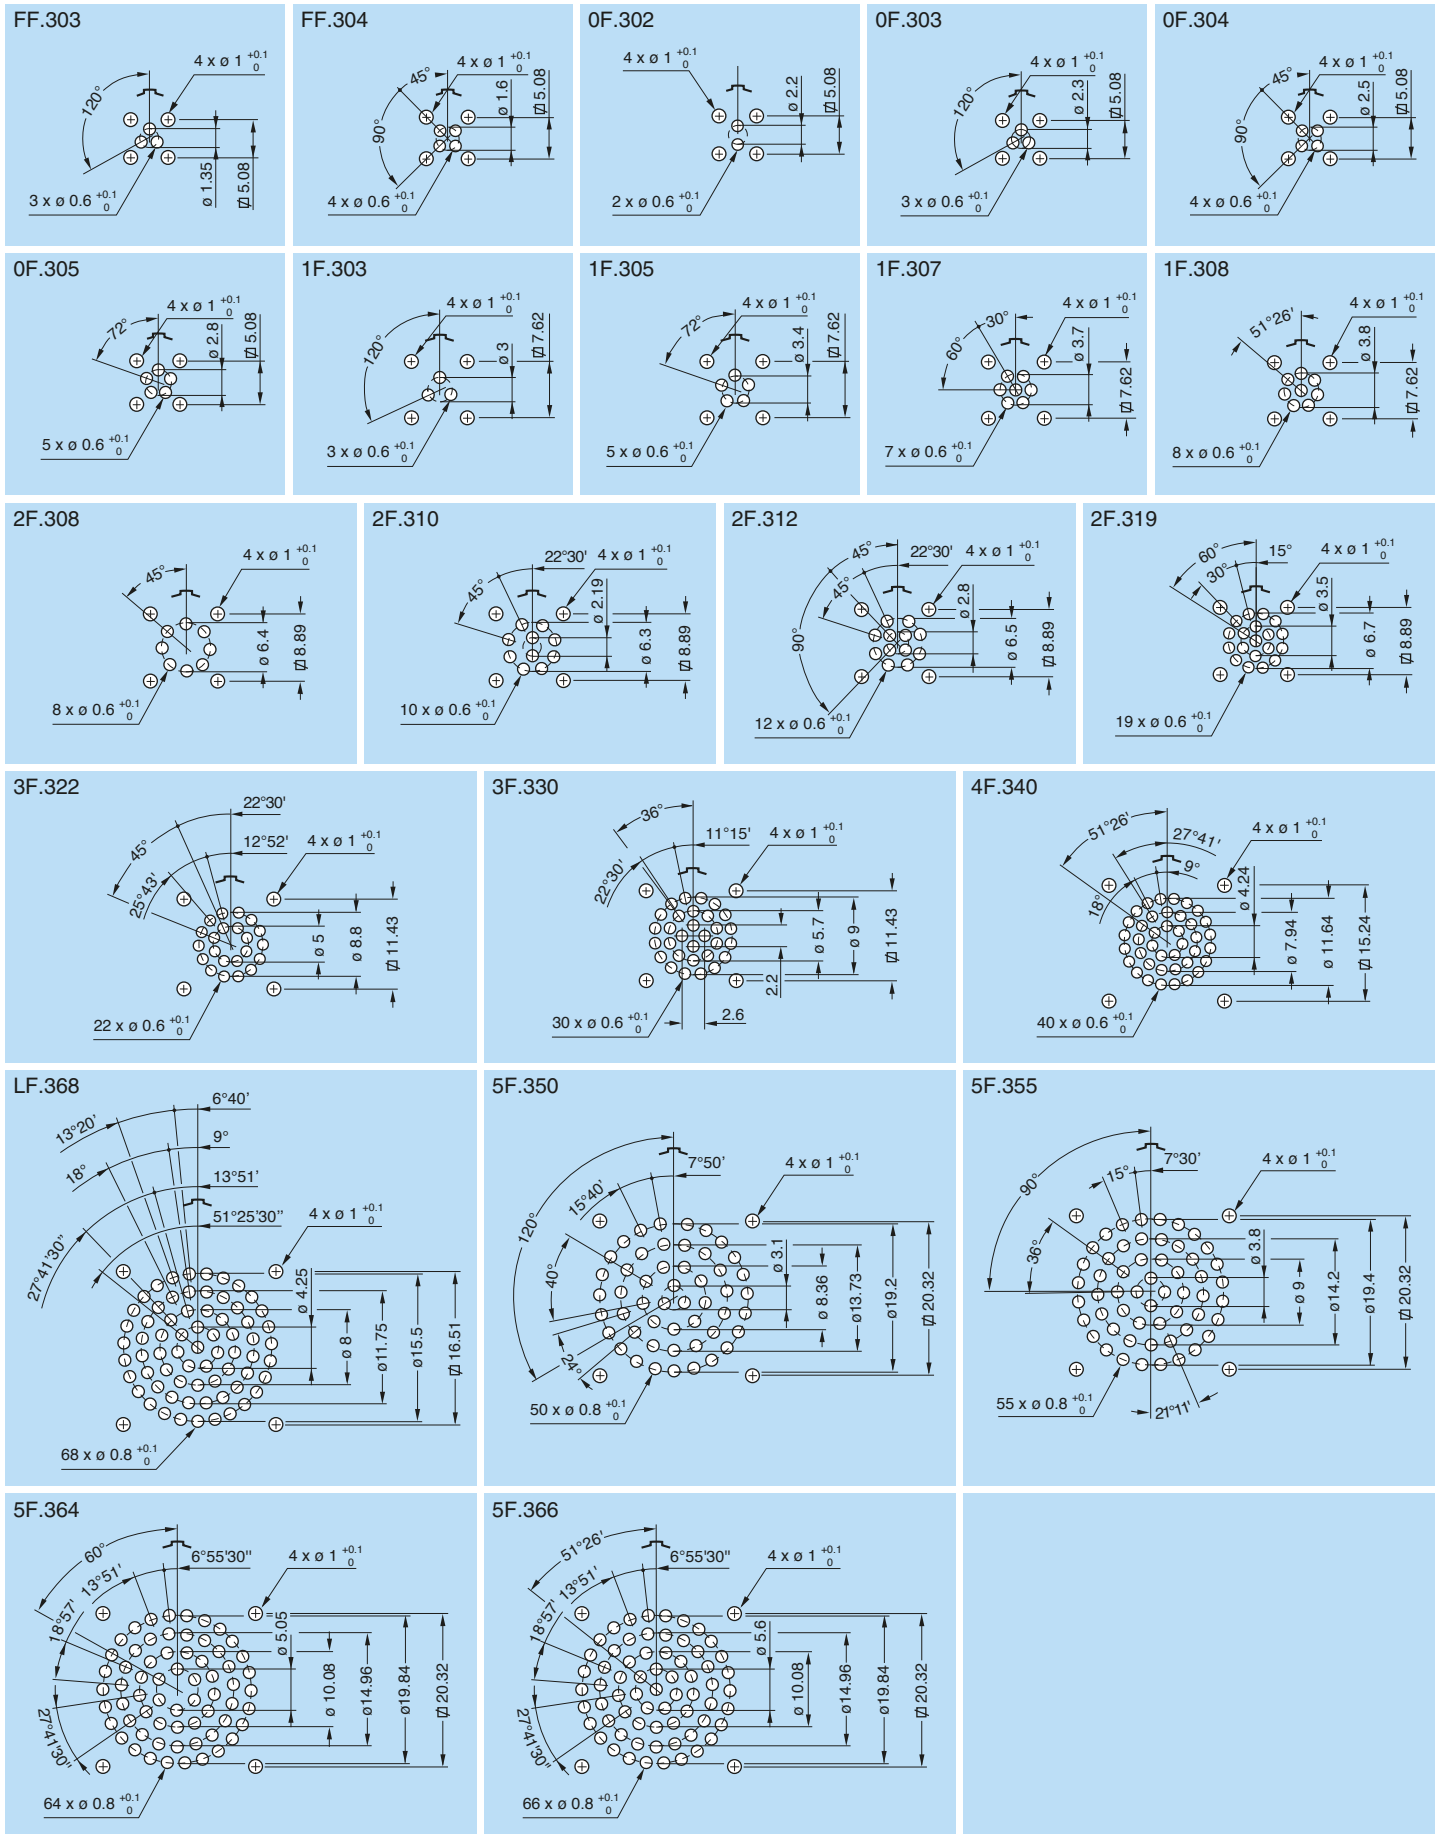 FF.303
120°
4 x ø 1 +0.1 0
3 x ø 0.6 +0.1 0
ø 1.35
⌷ 5.08
FF.304
45°
90°
4 x ø 1 +0.1 0
4 x ø 0.6 +0.1 0
ø 1.6
⌷ 5.08
0F.302
4 x ø 1 +0.1 0
2 x ø 0.6 +0.1 0
ø 2.2
⌷ 5.08
0F.303
120°
4 x ø 1 +0.1 0
3 x ø 0.6 +0.1 0
ø 2.3
⌷ 5.08
0F.304
45°
90°
4 x ø 1 +0.1 0
4 x ø 0.6 +0.1 0
ø 2.5
⌷ 5.08
0F.305
72°
4 x ø 1 +0.1 0
5 x ø 0.6 +0.1 0
ø 2.8
⌷ 5.08
1F.303
120°
4 x ø 1 +0.1 0
3 x ø 0.6 +0.1 0
ø 3
⌷ 7.62
1F.305
72°
4 x ø 1 +0.1 0
5 x ø 0.6 +0.1 0
ø 3.4
⌷ 7.62
1F.307
30°
60°
4 x ø 1 +0.1 0
7 x ø 0.6 +0.1 0
ø 3.7
⌷ 7.62
1F.308
51°26'
4 x ø 1 +0.1 0
8 x ø 0.6 +0.1 0
ø 3.8
⌷ 7.62
2F.308
45°
4 x ø 1 +0.1 0
8 x ø 0.6 +0.1 0
ø 6.4
⌷ 8.89
2F.310
22°30'
45°
4 x ø 1 +0.1 0
10 x ø 0.6 +0.1 0
ø 2.19
ø 6.3
⌷ 8.89
2F.312
45°
22°30'
45°
90°
4 x ø 1 +0.1 0
12 x ø 0.6 +0.1 0
ø 2.8
ø 6.5
⌷ 8.89
2F.319
60°
15°
30°
4 x ø 1 +0.1 0
19 x ø 0.6 +0.1 0
ø 3.5
ø 6.7
⌷ 8.89
3F.322
22°30'
45°
12°52'
25°43'
4 x ø 1 +0.1 0
22 x ø 0.6 +0.1 0
ø 5
ø 8.8
⌷ 11.43
3F.330
36°
11°15'
22°30'
4 x ø 1 +0.1 0
30 x ø 0.6 +0.1 0
2.2
2.6
ø 5.7
ø 9
⌷ 11.43
4F.340
51°26'
27°41'
9°
18°
4 x ø 1 +0.1 0
40 x ø 0.6 +0.1 0
ø 4.24
ø 7.94
ø 11.64
⌷ 15.24
LF.368
6°40'
13°20'
9°
18°
13°51'
51°25'30"
27°41'30"
4 x ø 1 +0.1 0
68 x ø 0.8 +0.1 0
ø 4.25
ø 8
ø11.75
ø15.5
⌷ 16.51
5F.350
120°
7°50'
15°40'
40°
24°
4 x ø 1 +0.1 0
50 x ø 0.8 +0.1 0
ø 3.1
ø 8.36
ø13.73
ø19.2
⌷ 20.32
5F.355
90°
7°30'
15°
36°
21°11'
4 x ø 1 +0.1 0
55 x ø 0.8 +0.1 0
ø 3.8
ø 9
ø14.2
ø19.4
⌷ 20.32
5F.364
60°
6°55'30"
13°51'
18°57'
27°41'30"
4 x ø 1 +0.1 0
64 x ø 0.8 +0.1 0
ø 5.05
ø 10.08
ø14.96
ø19.84
⌷ 20.32
5F.366
51°26'
6°55'30"
13°51'
18°57'
27°41'30"
4 x ø 1 +0.1 0
66 x ø 0.8 +0.1 0
ø 5.6
ø 10.08
ø14.96
ø19.84
⌷ 20.32